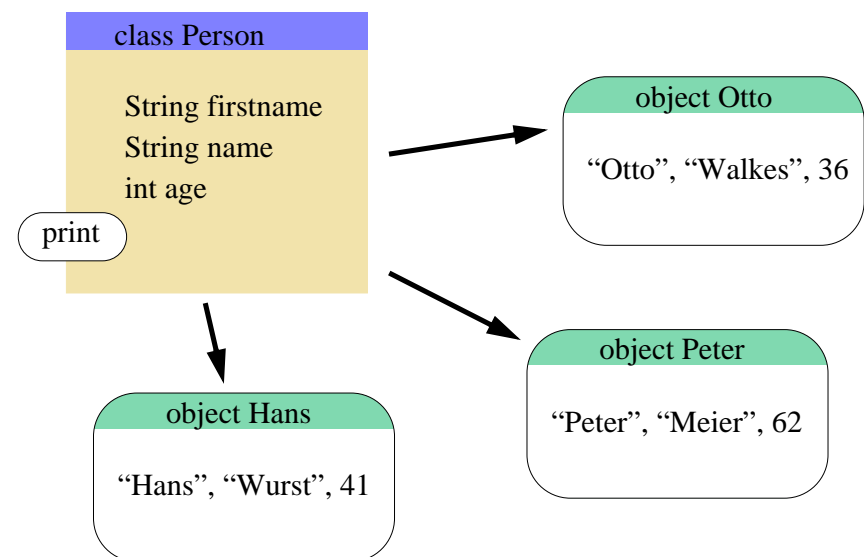 class Person
String firstname
String name
int age
print
object Otto
“Otto”, “Walkes”, 36
object Peter
“Peter”, “Meier”, 62
object Hans
“Hans”, “Wurst”, 41